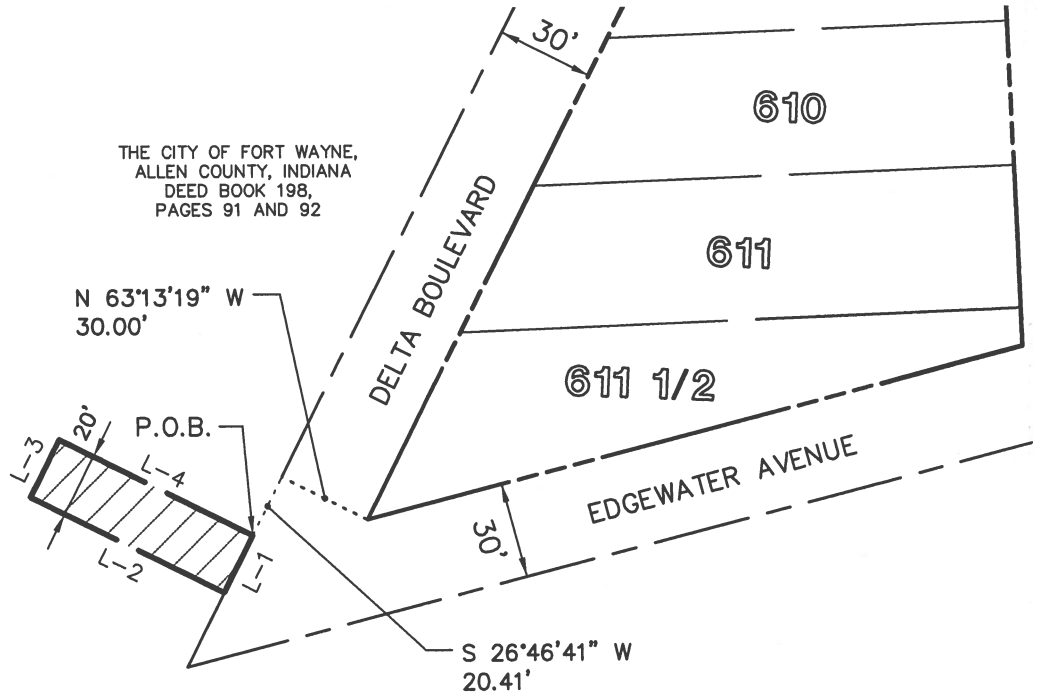 30'
610
THE CITY OF FORT WAYNE,
ALLEN COUNTY, INDIANA
DEED BOOK 198,
PAGES 91 AND 92
DELTA BOULEVARD
611
N 63°13'19" W
30.00'
611 1/2
20'
P.O.B.
L-3
L-4
EDGEWATER AVENUE
30'
L-2
L-1
S 26°46'41" W
20.41'